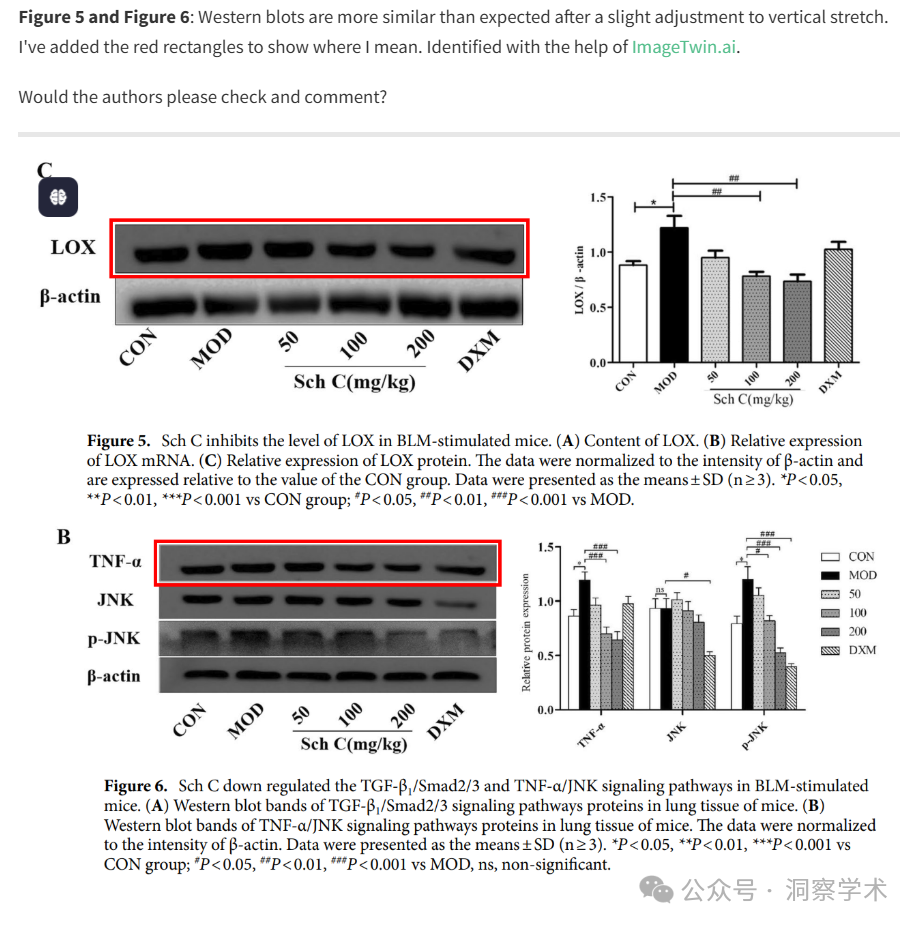 Figure 5 and Figure 6: Western blots are more similar than expected after a slight adjustment to vertical stretch.
I've added the red rectangles to show where I mean. Identified with the help of ImageTwin.ai.
Would the authors please check and comment?
C
LOX
β-actin
CON
MOD
50
100
200
DXM
Sch C(mg/kg)
LOX / β -actin
1.5
1.0
0.5
0.0
*
##
##
CON
MOD
50
100
200
DXM
Sch C(mg/kg)
Figure 5. Sch C inhibits the level of LOX in BLM-stimulated mice. (A) Content of LOX. (B) Relative expression
of LOX mRNA. (C) Relative expression of LOX protein. The data were normalized to the intensity of β-actin and
are expressed relative to the value of the CON group. Data were presented as the means ± SD (n ≥ 3). *P < 0.05,
**P < 0.01, ***P < 0.001 vs CON group; #P < 0.05, ##P < 0.01, ###P < 0.001 vs MOD.
B
TNF-α
JNK
p-JNK
β-actin
CON
MOD
50
100
200
DXM
Sch C(mg/kg)
Relative protein expression
1.5
1.0
0.5
0.0
*
###
###
ns
#
*
#
###
###
TNF-α
JNK
p-JNK
CON
MOD
50
100
200
DXM
Figure 6. Sch C down regulated the TGF-β1/Smad2/3 and TNF-α/JNK signaling pathways in BLM-stimulated
mice. (A) Western blot bands of TGF-β1/Smad2/3 signaling pathways proteins in lung tissue of mice. (B)
Western blot bands of TNF-α/JNK signaling pathways proteins in lung tissue of mice. The data were normalized
to the intensity of β-actin. Data were presented as the means ± SD (n ≥ 3). *P < 0.05, **P < 0.01, ***P < 0.001 vs
CON group; #P < 0.05, ##P < 0.01, ###P < 0.001 vs MOD, ns, non-significant.
公众号 · 洞察学术